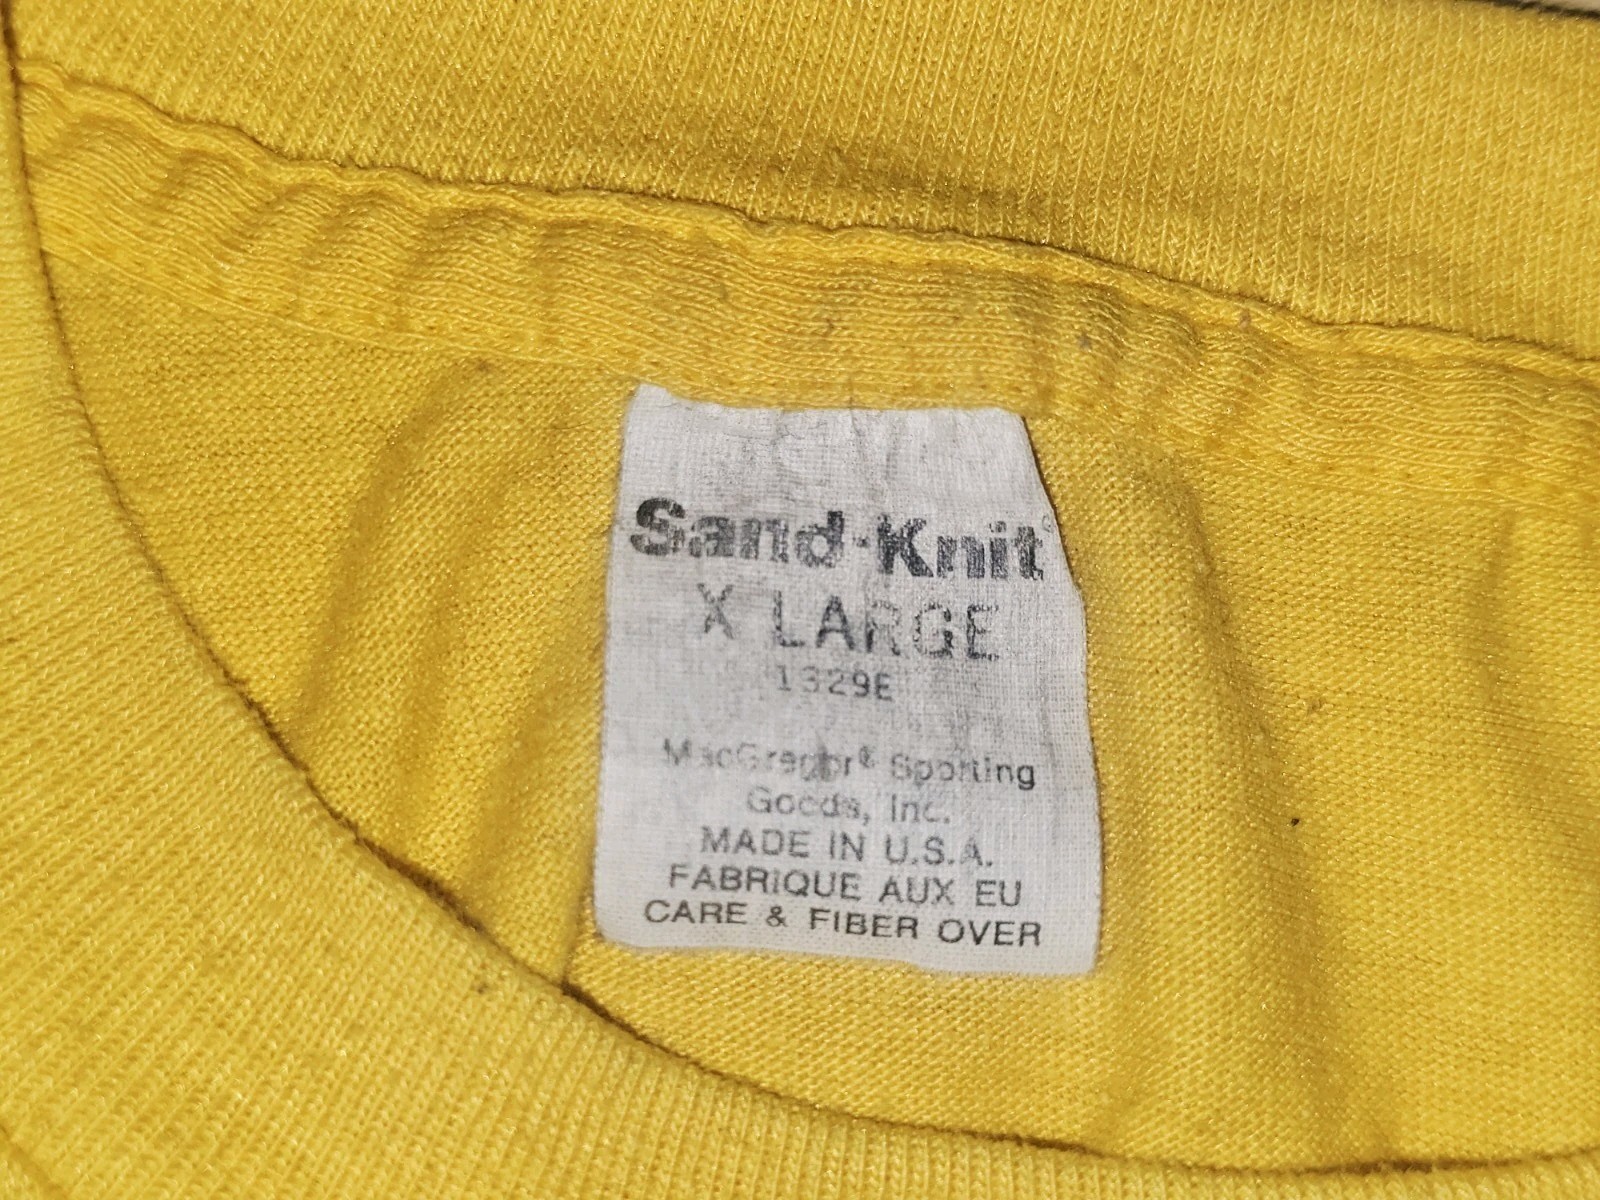 Sand-Knit®
X LARGE
1329E
MacGregor® Sporting
Goods, Inc.
MADE IN U.S.A.
FABRIQUE AUX EU
CARE & FIBER OVER